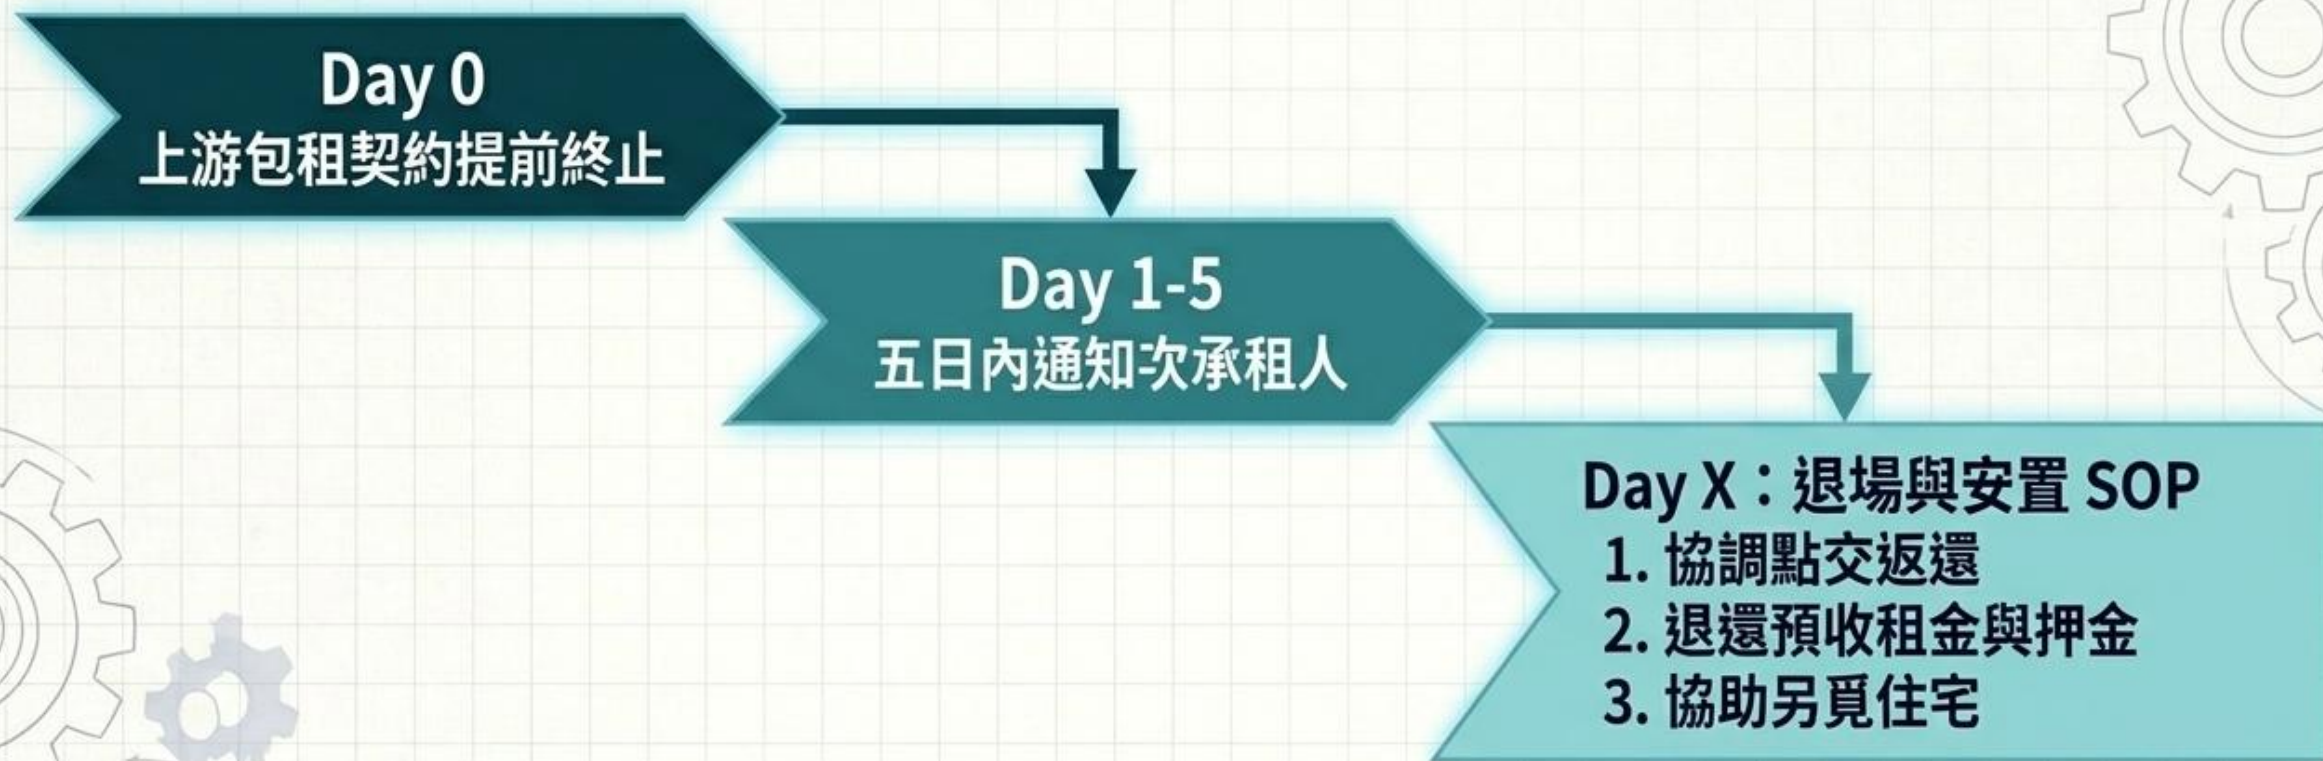 Day 0
上游包租契約提前終止
Day 1-5
五日內通知次承租人
Day X：退場與安置 SOP
1. 協調點交返還
2. 退還預收租金與押金
3. 協助另覓住宅